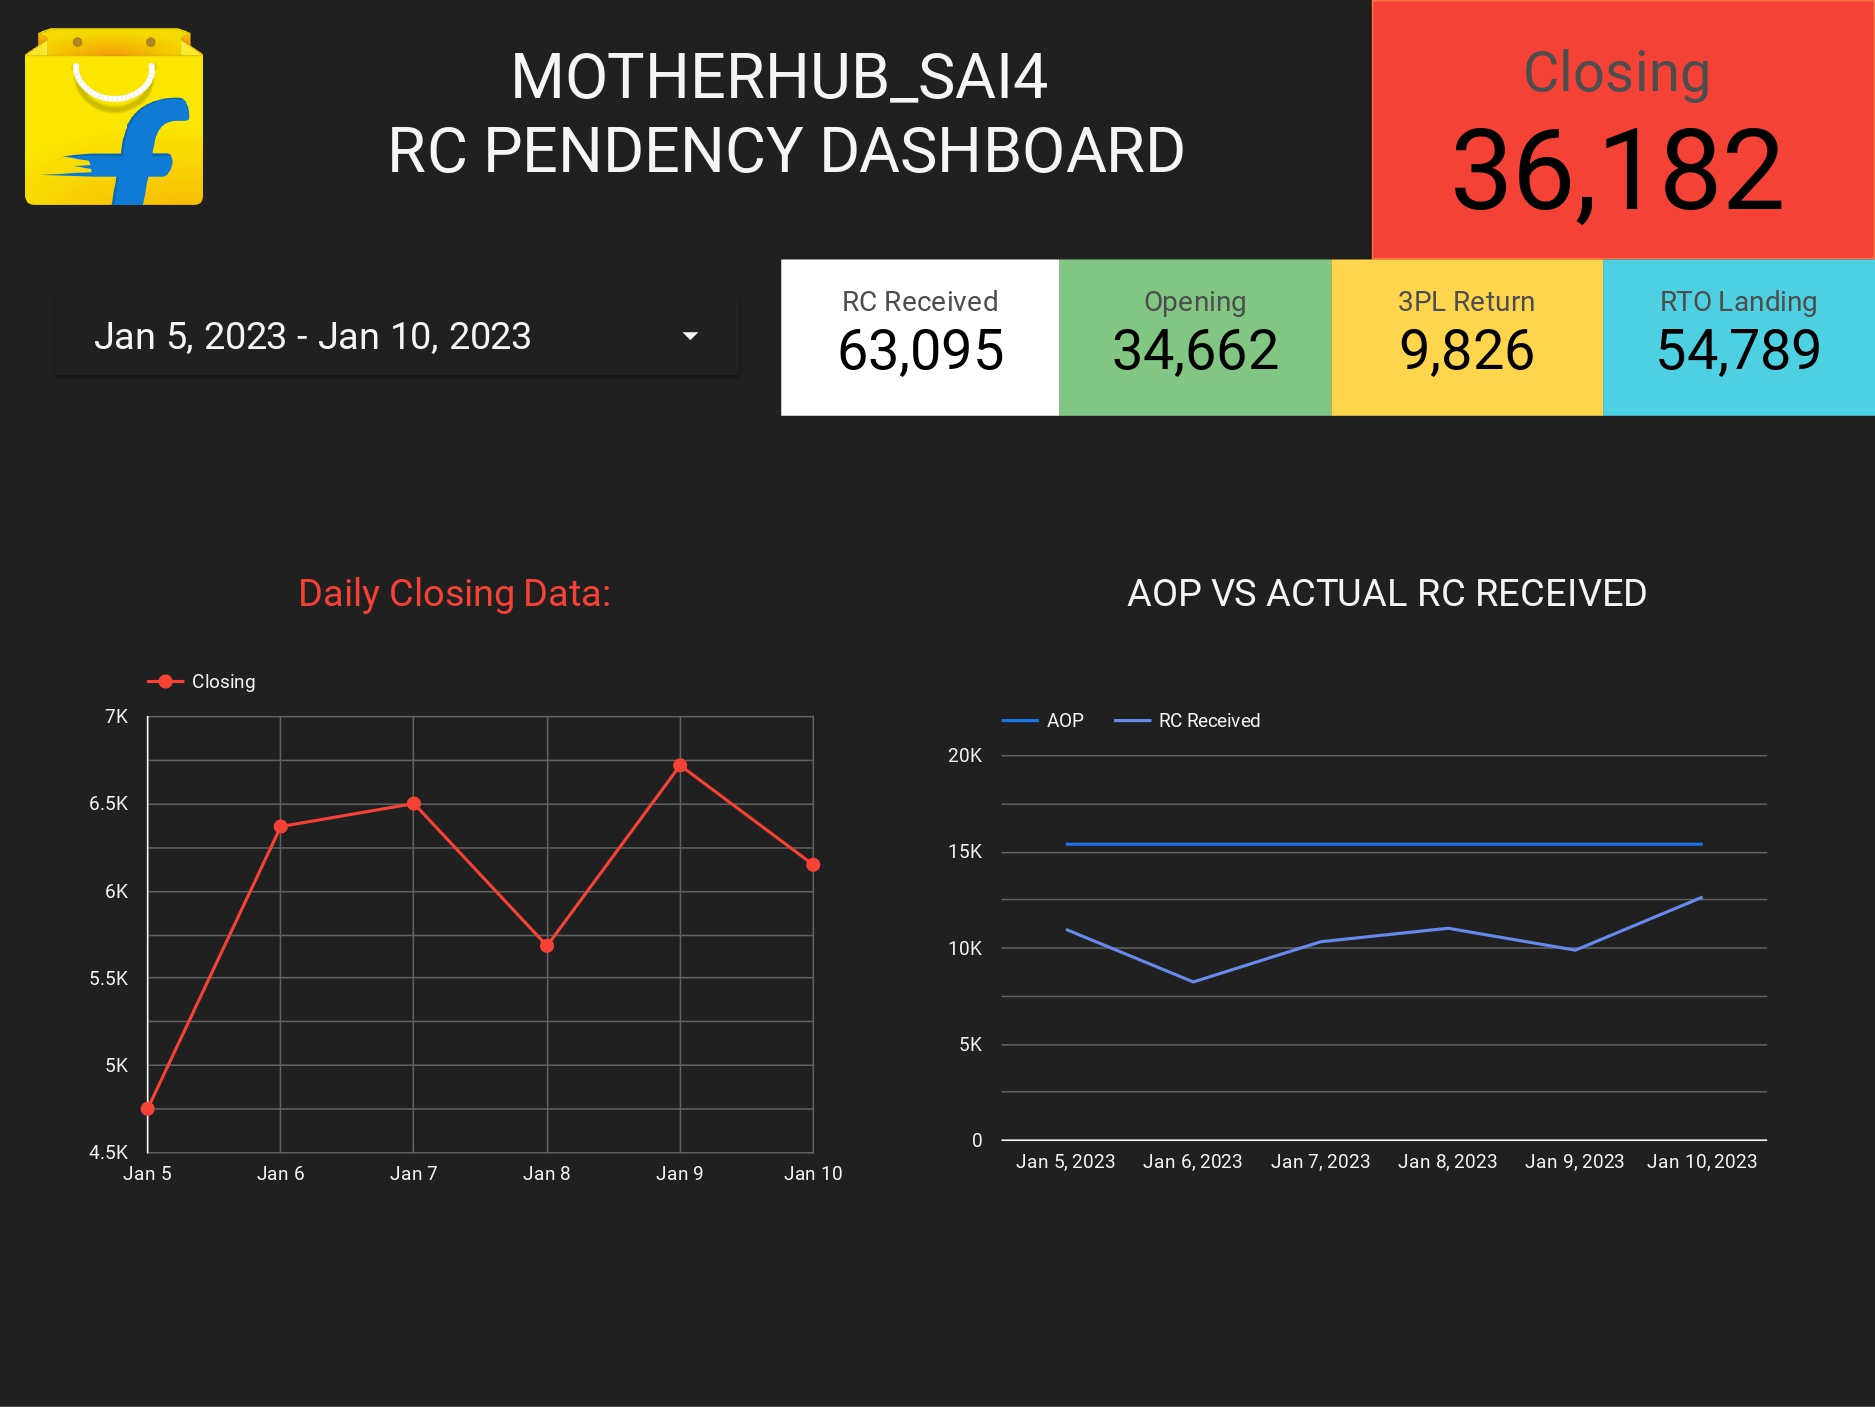 MOTHERHUB_SAI4
RC PENDENCY DASHBOARD
Closing
36,182
Jan 5, 2023 - Jan 10, 2023
RC Received
63,095
Opening
34,662
3PL Return
9,826
RTO Landing
54,789
Daily Closing Data:
Closing
7K
6.5K
6K
5.5K
5K
4.5K
Jan 5 Jan 6 Jan 7 Jan 8 Jan 9 Jan 10
AOP VS ACTUAL RC RECEIVED
AOP RC Received
20K
15K
10K
5K
0
Jan 5, 2023 Jan 6, 2023 Jan 7, 2023 Jan 8, 2023 Jan 9, 2023 Jan 10, 2023